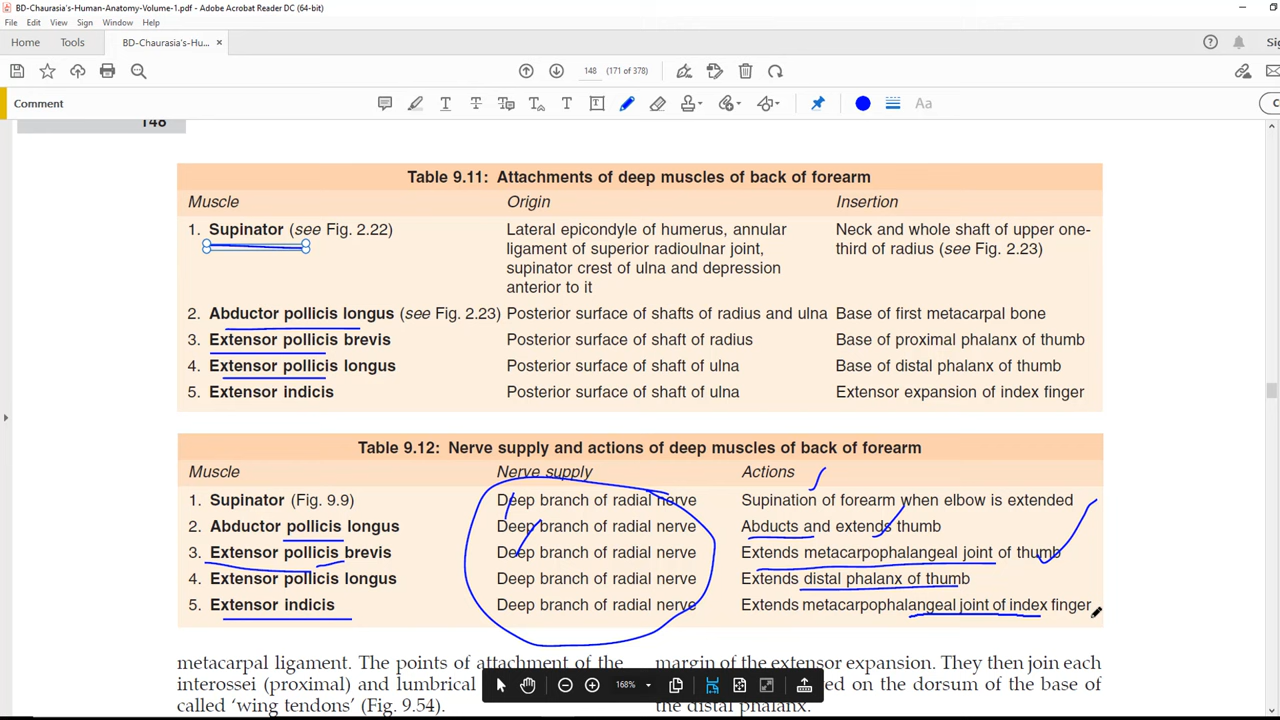 BD-Chaurasia's-Human-Anatomy-Volume-1.pdf - Adobe Acrobat Reader DC (64-bit)
File Edit View Sign Window Help
Home Tools BD-Chaurasia's-Hu... ×
148 (171 of 378)
Comment
148
Table 9.11: Attachments of deep muscles of back of forearm
Muscle Origin Insertion
1. Supinator (see Fig. 2.22) Lateral epicondyle of humerus, annular Neck and whole shaft of upper one-
ligament of superior radioulnar joint, third of radius (see Fig. 2.23)
supinator crest of ulna and depression
anterior to it
2. Abductor pollicis longus (see Fig. 2.23) Posterior surface of shafts of radius and ulna Base of first metacarpal bone
3. Extensor pollicis brevis Posterior surface of shaft of radius Base of proximal phalanx of thumb
4. Extensor pollicis longus Posterior surface of shaft of ulna Base of distal phalanx of thumb
5. Extensor indicis Posterior surface of shaft of ulna Extensor expansion of index finger
Table 9.12: Nerve supply and actions of deep muscles of back of forearm
Muscle Nerve supply Actions
1. Supinator (Fig. 9.9) Deep branch of radial nerve Supination of forearm when elbow is extended
2. Abductor pollicis longus Deep branch of radial nerve Abducts and extends thumb
3. Extensor pollicis brevis Deep branch of radial nerve Extends metacarpophalangeal joint of thumb
4. Extensor pollicis longus Deep branch of radial nerve Extends distal phalanx of thumb
5. Extensor indicis Deep branch of radial nerve Extends metacarpophalangeal joint of index finger
metacarpal ligament. The points of attachment of the margin of the extensor expansion. They then join each
interossei (proximal) and lumbrical ed on the dorsum of the base of
called 'wing tendons' (Fig. 9.54). the distal phalanx.
168%